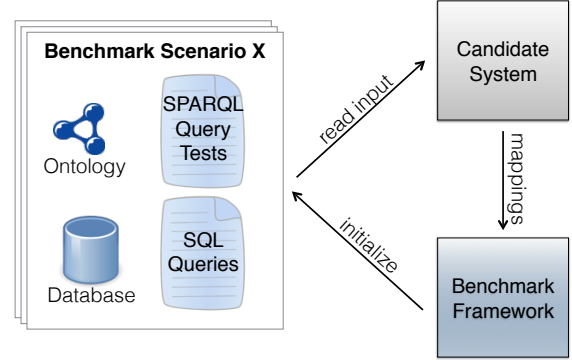 Benchmark Scenario X
Ontology
SPARQL
Query
Tests
Database
SQL
Queries
read input
initialize
Candidate
System
mappings
Benchmark
Framework